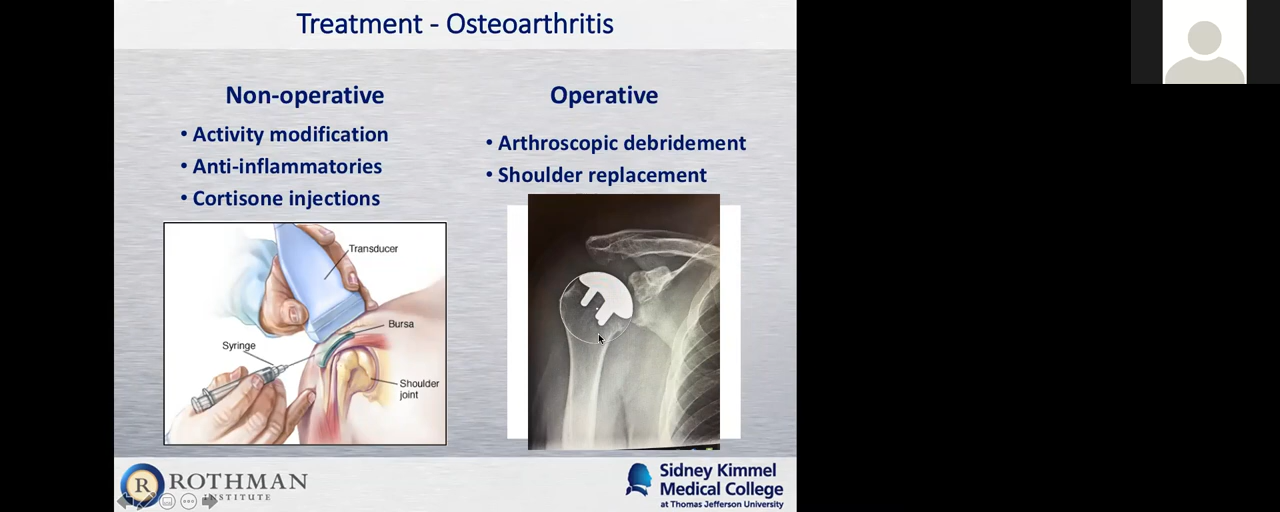 Treatment - Osteoarthritis
Non-operative
• Activity modification
• Anti-inflammatories
• Cortisone injections
Transducer
Bursa
Syringe
Shoulder
joint
Operative
• Arthroscopic debridement
• Shoulder replacement
R
ROTHMAN
INSTITUTE
Sidney Kimmel
Medical College
at Thomas Jefferson University